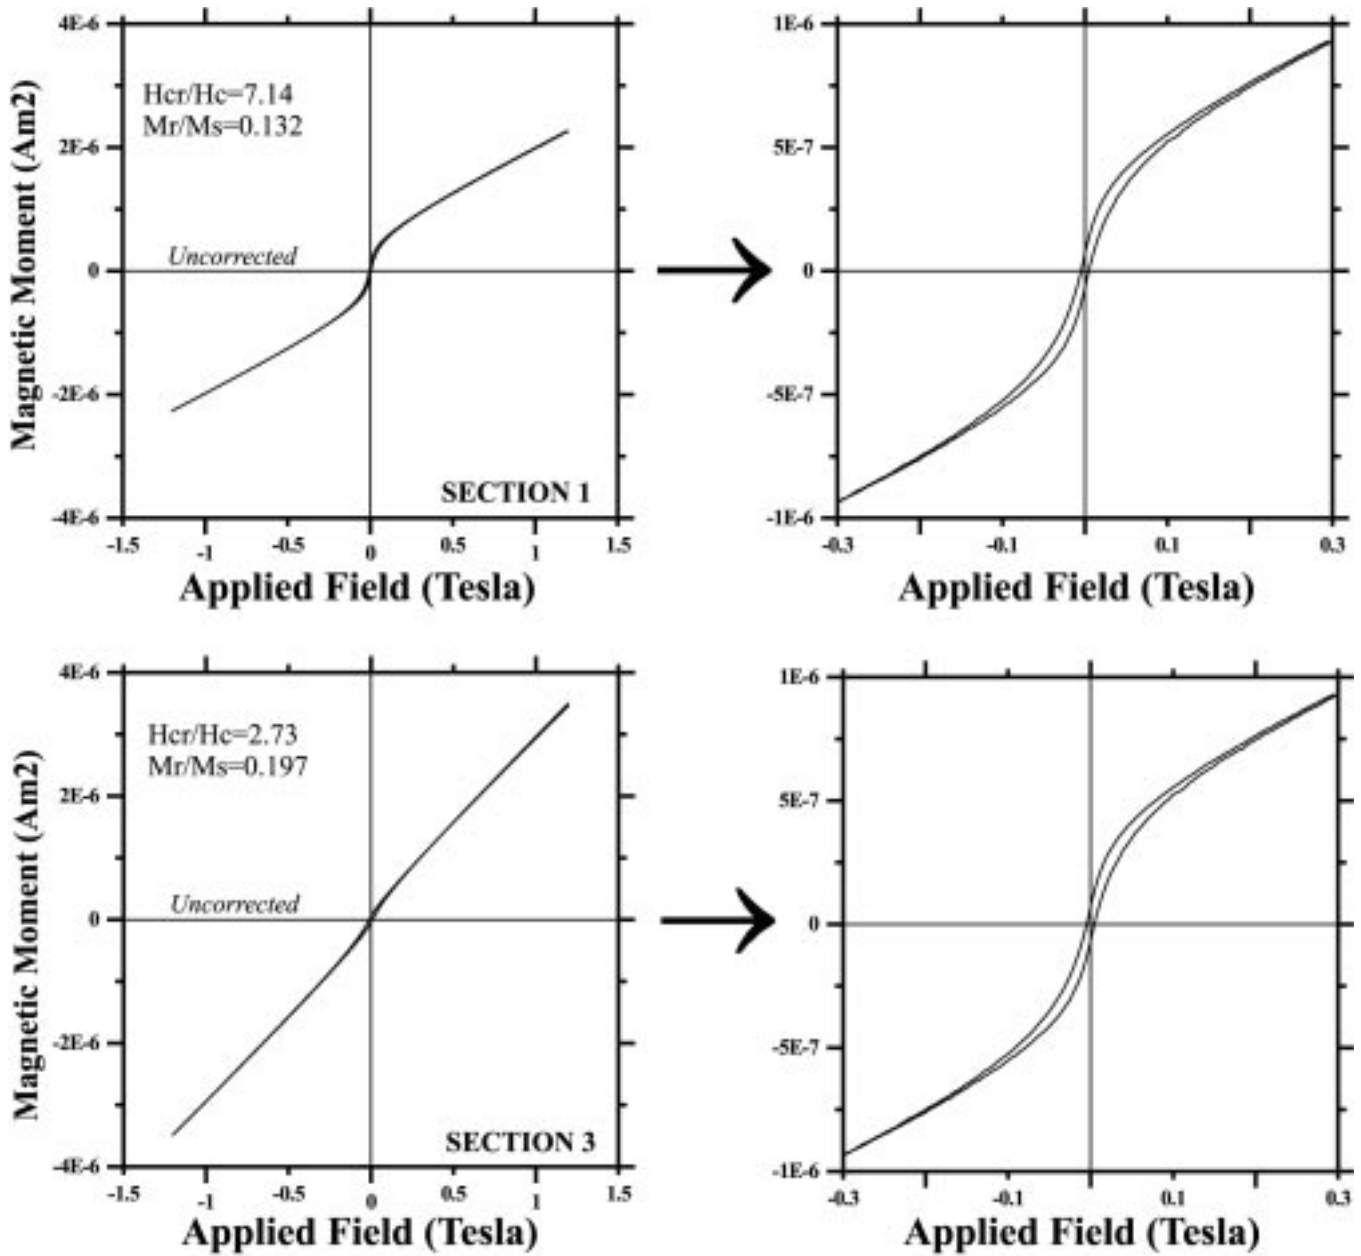 4E-6
Hcr/Hc=7.14
Mr/Ms=0.132
2E-6
Uncorrected
0
-2E-6
SECTION 1
-4E-6
-1.5 -1 -0.5 0 0.5 1 1.5
Applied Field (Tesla)
Magnetic Moment (Am2)
1E-6
5E-7
0
-5E-7
-1E-6
-0.3 -0.1 0.1 0.3
Applied Field (Tesla)
4E-6
Hcr/Hc=2.73
Mr/Ms=0.197
2E-6
Uncorrected
0
-2E-6
SECTION 3
-4E-6
-1.5 -1 -0.5 0 0.5 1 1.5
Applied Field (Tesla)
Magnetic Moment (Am2)
1E-6
5E-7
0
-5E-7
-1E-6
-0.3 -0.1 0.1 0.3
Applied Field (Tesla)